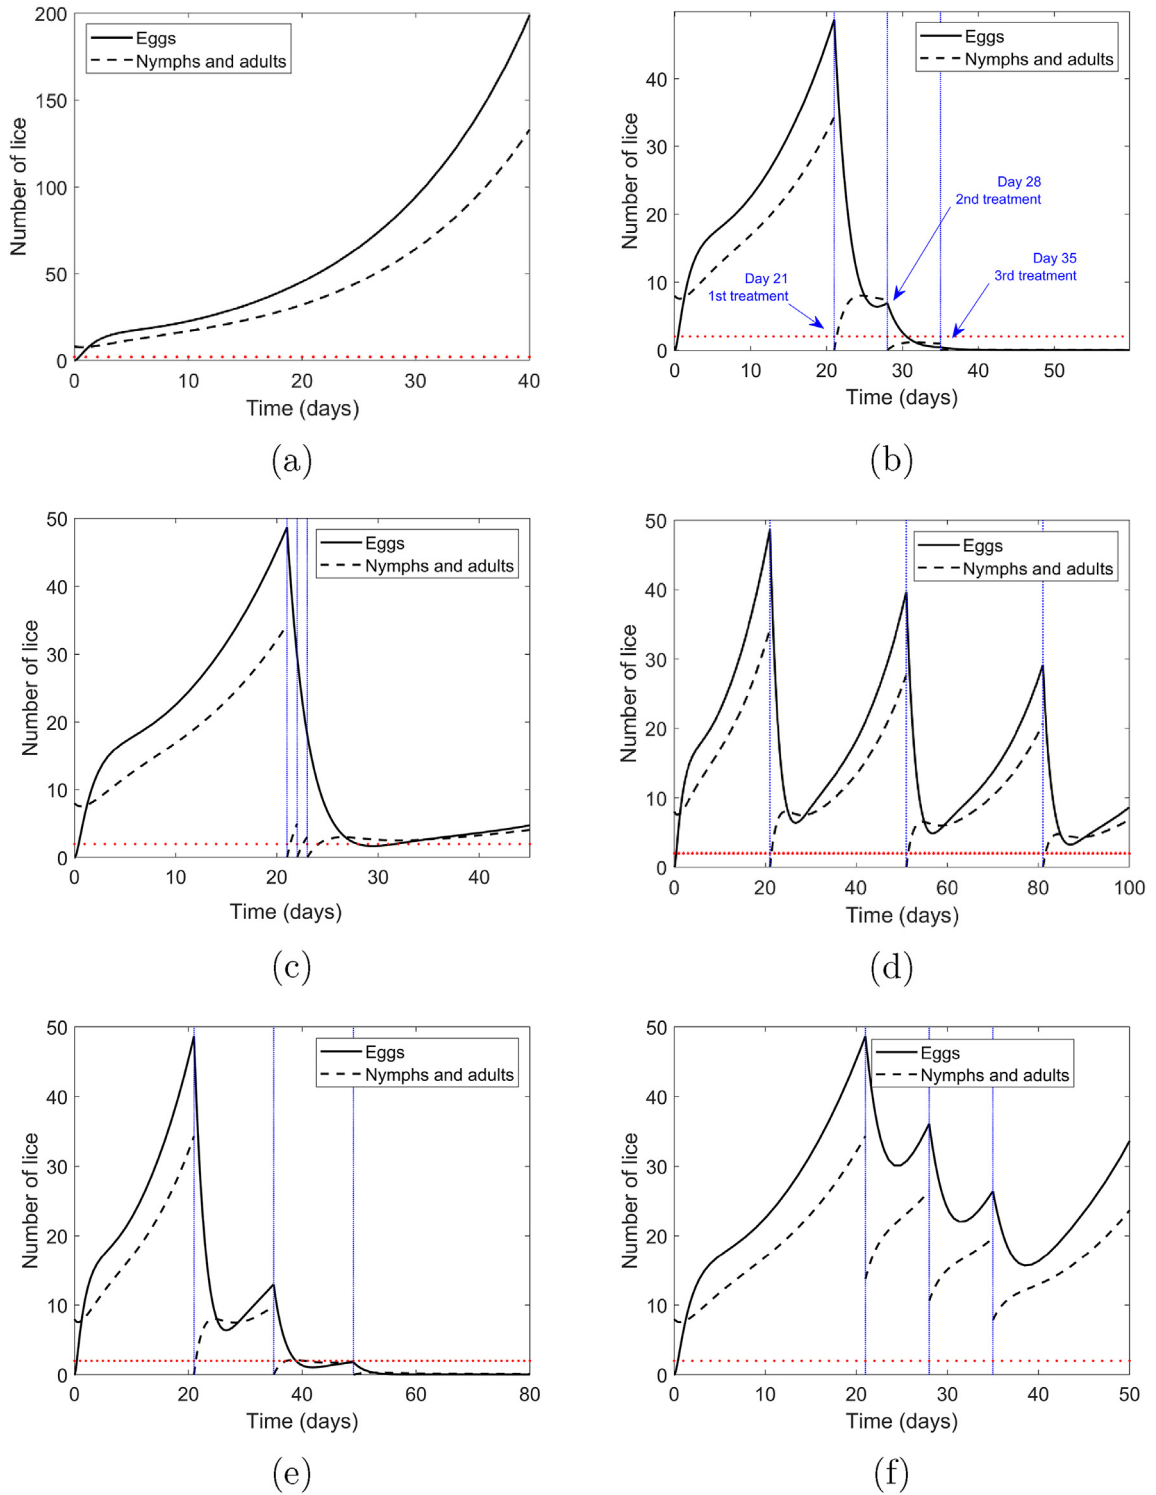 200
150
100
50
0
Number of lice
Eggs
Nymphs and adults
0
10
20
30
40
Time (days)
(a)
40
30
20
10
0
Number of lice
Eggs
Nymphs and adults
Day 21
1st treatment
Day 28
2nd treatment
Day 35
3rd treatment
0
10
20
30
40
50
Time (days)
(b)
50
40
30
20
10
0
Number of lice
Eggs
Nymphs and adults
0
10
20
30
40
Time (days)
(c)
50
40
30
20
10
0
Number of lice
Eggs
Nymphs and adults
0
20
40
60
80
100
Time (days)
(d)
50
40
30
20
10
0
Number of lice
Eggs
Nymphs and adults
0
20
40
60
80
Time (days)
(e)
50
40
30
20
10
0
Number of lice
Eggs
Nymphs and adults
0
10
20
30
40
50
Time (days)
(f)